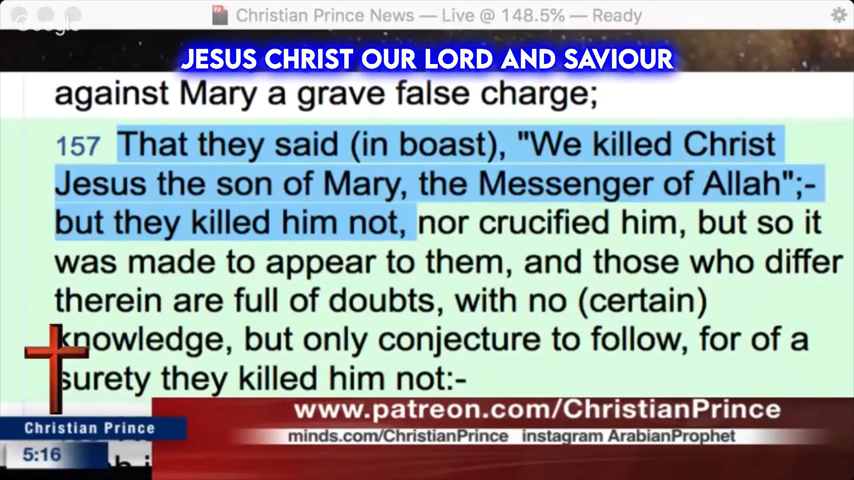 Christian Prince News — Live @ 148.5% — Ready
Google
JESUS CHRIST OUR LORD AND SAVIOUR
against Mary a grave false charge;
157 That they said (in boast), "We killed Christ
Jesus the son of Mary, the Messenger of Allah";-
but they killed him not, nor crucified him, but so it
was made to appear to them, and those who differ
therein are full of doubts, with no (certain)
knowledge, but only conjecture to follow, for of a
surety they killed him not:-
www.patreon.com/ChristianPrince
Christian Prince
minds.com/ChristianPrince instagram ArabianProphet
5:16